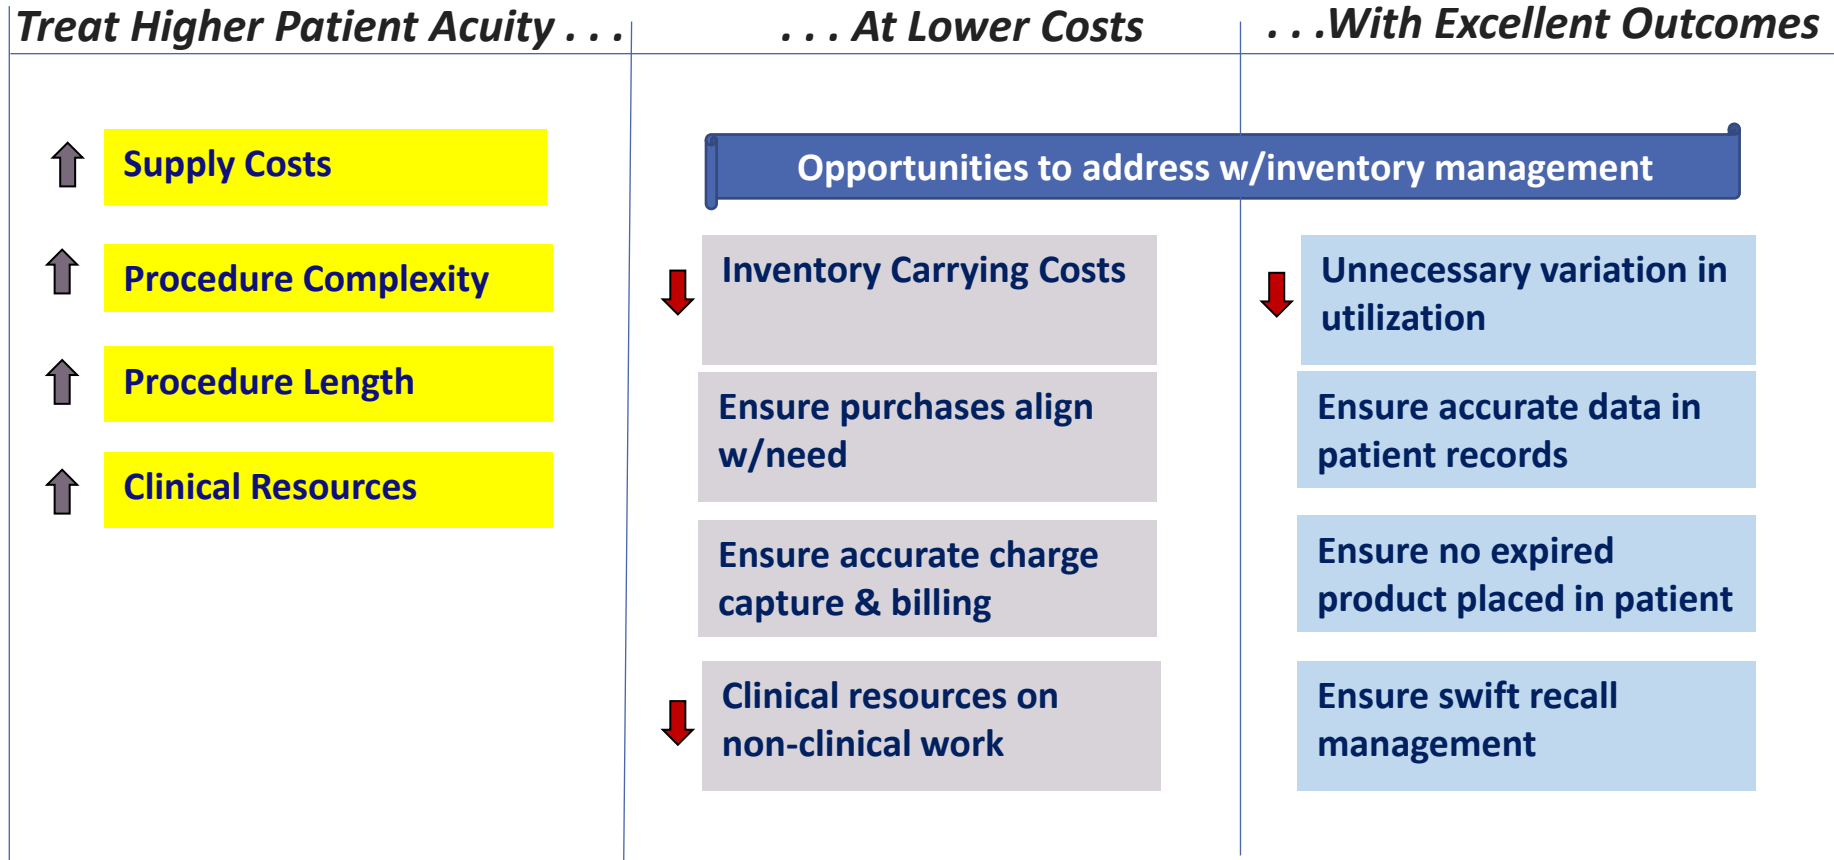 Treat Higher Patient Acuity . . .
. . . At Lower Costs
. . .With Excellent Outcomes
Supply Costs
Procedure Complexity
Procedure Length
Clinical Resources
Opportunities to address w/inventory management
Inventory Carrying Costs
Ensure purchases align
w/need
Ensure accurate charge
capture & billing
Clinical resources on
non-clinical work
Unnecessary variation in
utilization
Ensure accurate data in
patient records
Ensure no expired
product placed in patient
Ensure swift recall
management